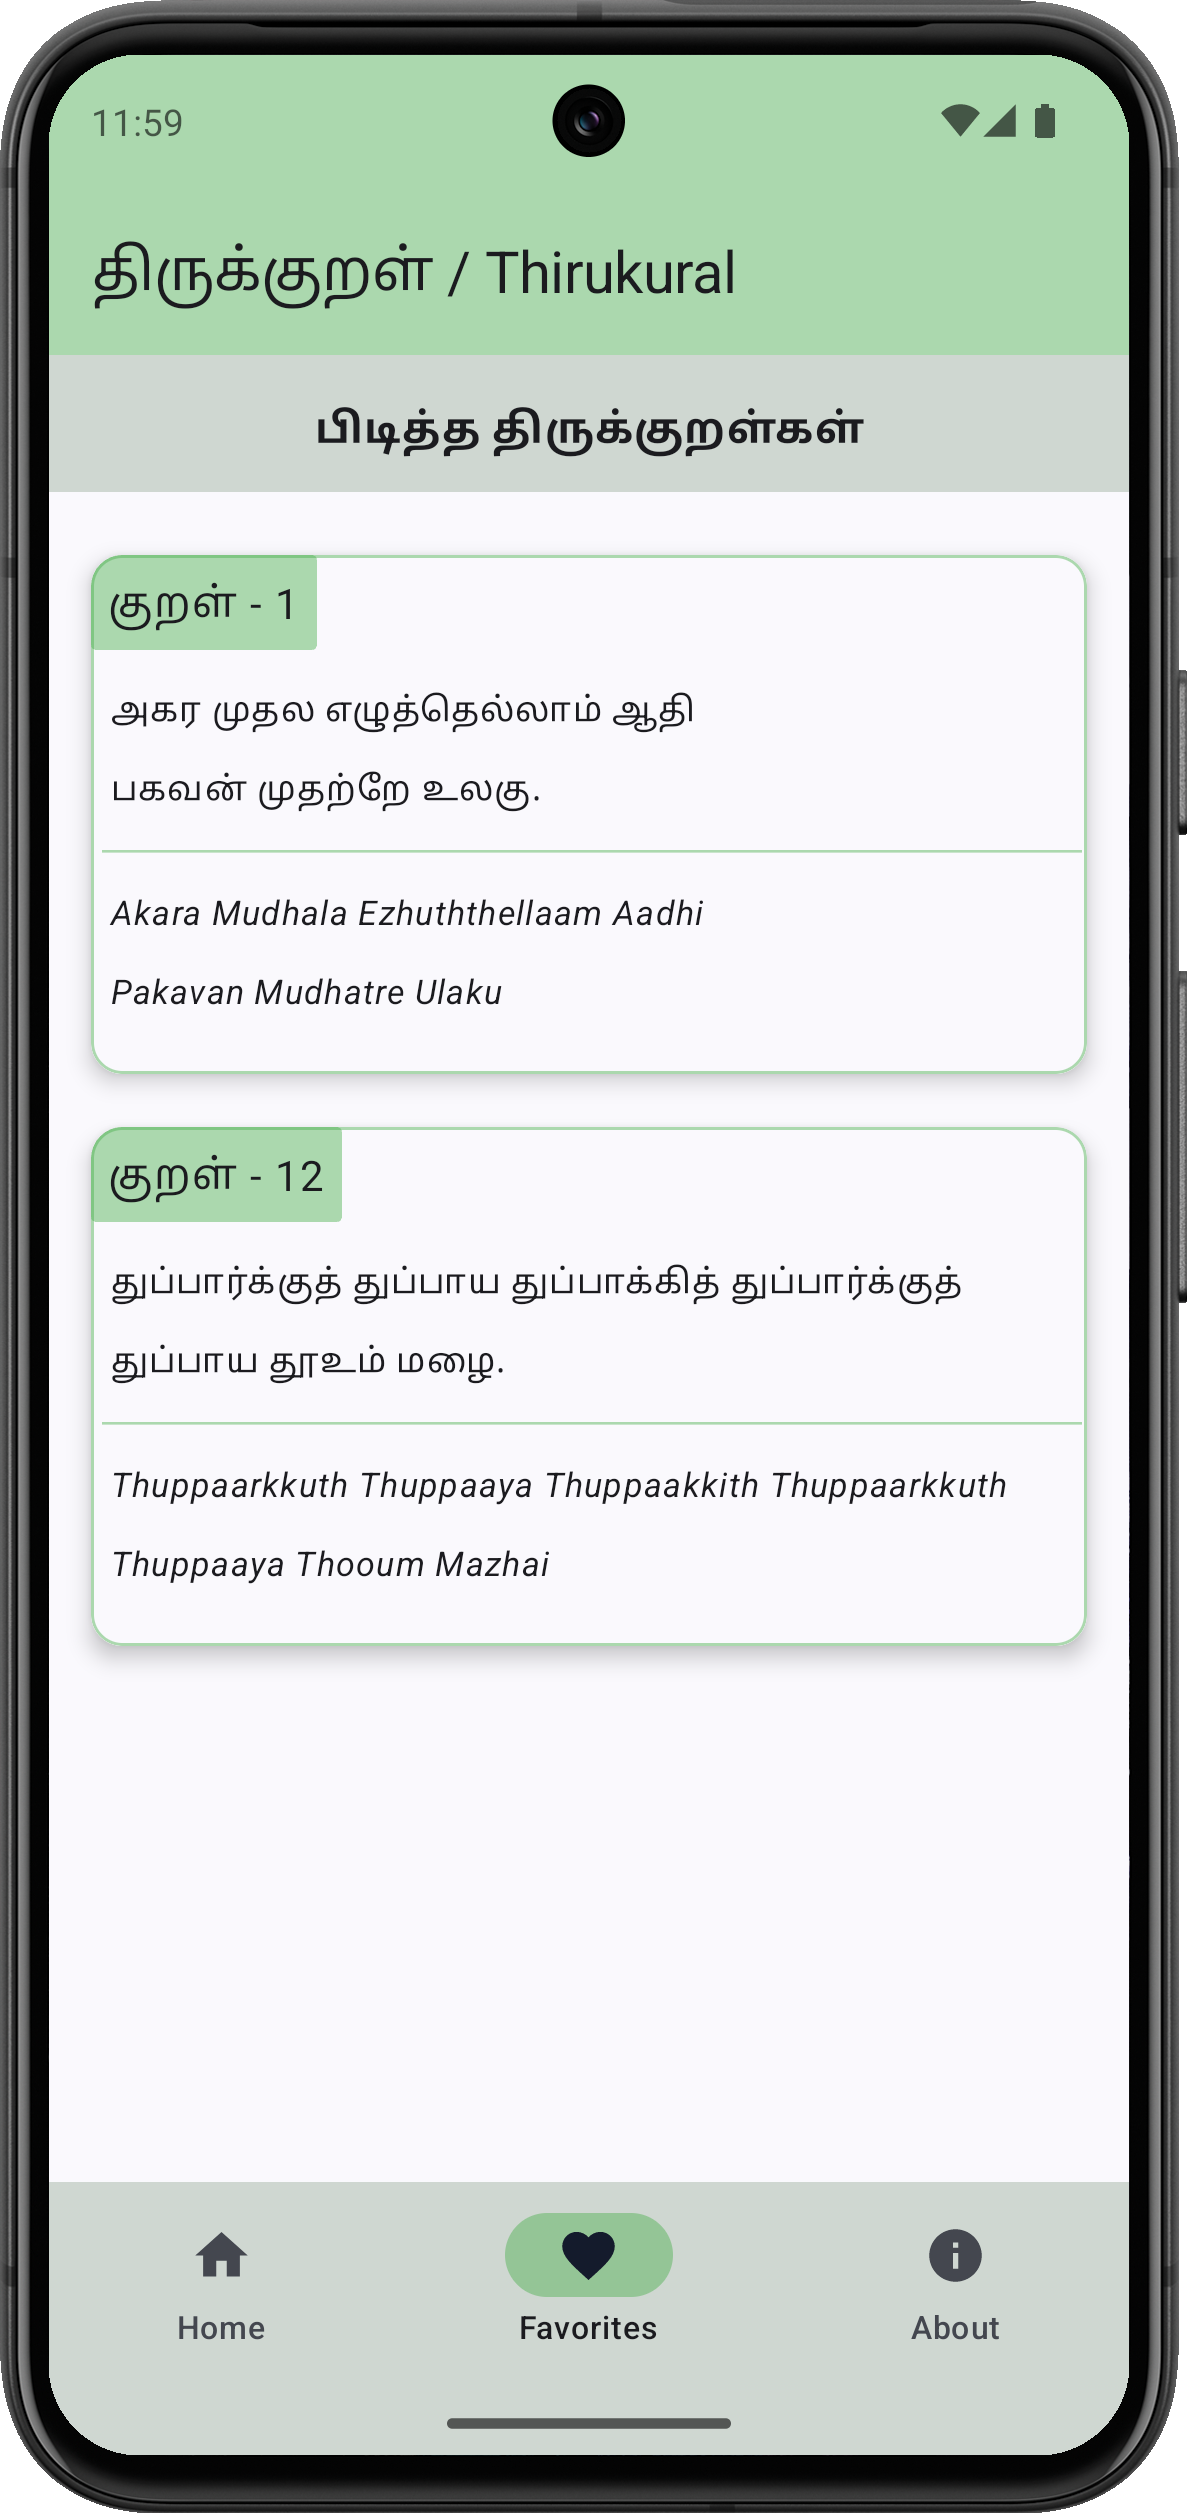 11:59
திருக்குறள் / Thirukural
பிடித்த திருக்குறள்கள்
குறள் - 1
அகர முதல எழுத்தெல்லாம் ஆதி
பகவன் முதற்றே உலகு.
Akara Mudhala Ezhuththellaam Aadhi
Pakavan Mudhatre Ulaku
குறள் - 12
துப்பார்க்குத் துப்பாய துப்பாக்கித் துப்பார்க்குத்
துப்பாய தூஉம் மழை.
Thuppaarkkuth Thuppaaya Thuppaakkith Thuppaarkkuth
Thuppaaya Thooum Mazhai
Home
Favorites
About